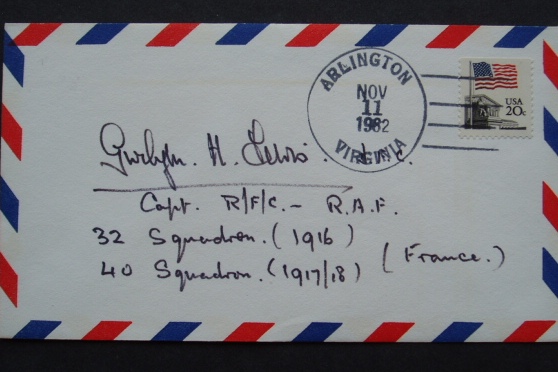 ARLINGTON
NOV
11
1982
VIRGINIA
USA
20c
Gwilym H. Lewis.
Capt. R/F/C. - R.A.F.
32 Squadron. (1916)
40 Squadron. (1917/18) (France.)